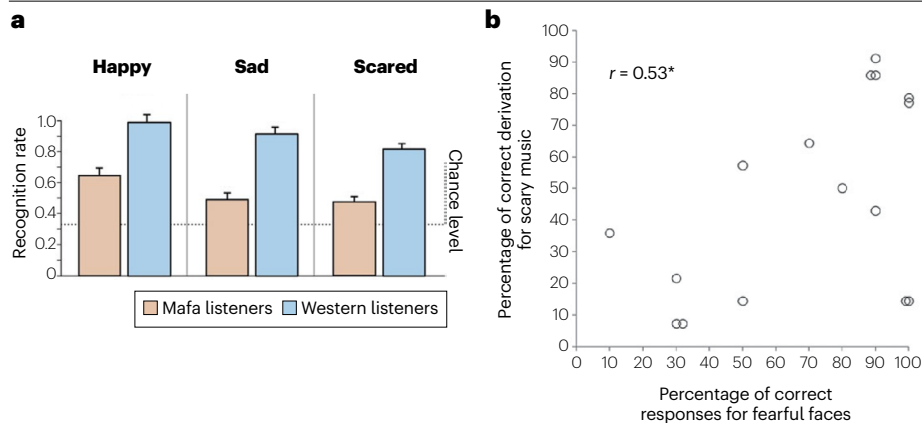 a
Happy
Sad
Scared
Recognition rate
1.0
0.8
0.6
0.4
0.2
0
Chance level
Mafa listeners
Western listeners
b
r = 0.53*
Percentage of correct derivation
for scary music
100
90
80
70
60
50
40
30
20
10
0
0 10 20 30 40 50 60 70 80 90 100
Percentage of correct
responses for fearful faces